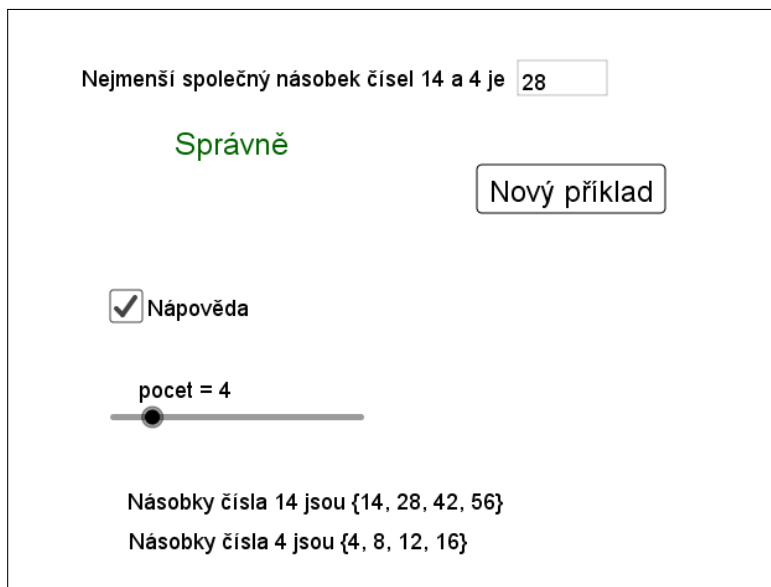 Nejmenší společný násobek čísel 14 a 4 je 28
Správně
Nový příklad
Nápověda
pocet = 4
Násobky čísla 14 jsou {14, 28, 42, 56}
Násobky čísla 4 jsou {4, 8, 12, 16}